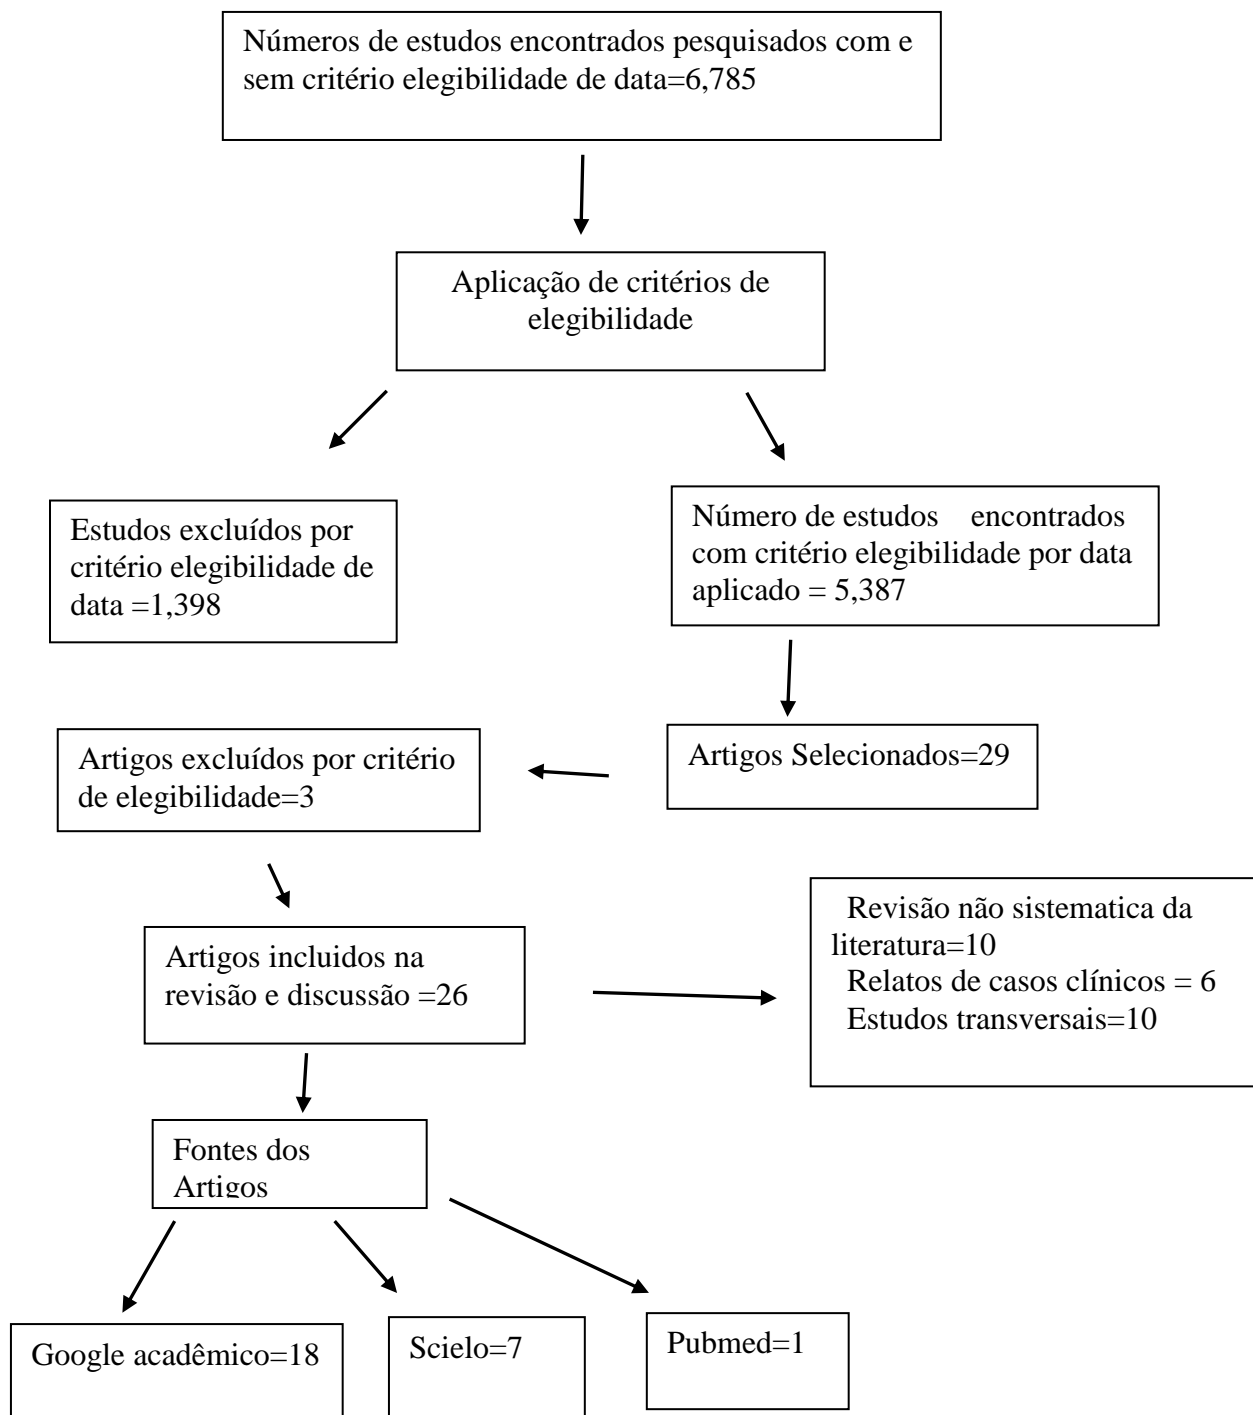 Números de estudos encontrados pesquisados com e
sem critério elegibilidade de data=6,785
Aplicação de critérios de
elegibilidade
Estudos excluídos por
critério elegibilidade de
data =1,398
Número de estudos encontrados
com critério elegibilidade por data
aplicado = 5,387
Artigos Selecionados=29
Artigos excluídos por critério
de elegibilidade=3
Artigos incluidos na
revisão e discussão =26
Revisão não sistematica da
literatura=10
Relatos de casos clínicos = 6
Estudos transversais=10
Fontes dos
Artigos
Google acadêmico=18
Scielo=7
Pubmed=1